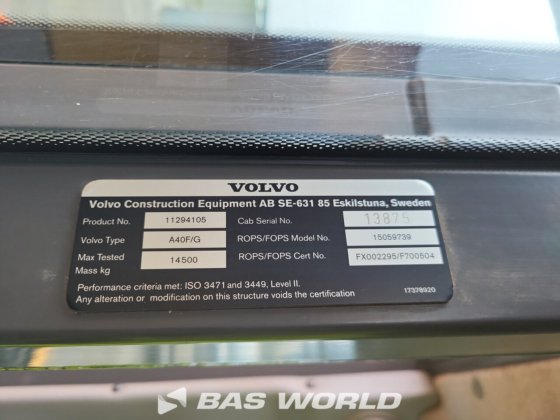 VOLVO
Volvo Construction Equipment AB SE-631 85 Eskilstuna, Sweden
Product No. 11294105 Cab Serial No. 13875
Volvo Type A40F/G ROPS/FOPS Model No. 15059739
Max Tested Mass kg 14500 ROPS/FOPS Cert No. FX002295/F700504
Performance criteria met: ISO 3471 and 3449, Level II.
Any alteration or modification on this structure voids the certification
17378920
BAS WORLD